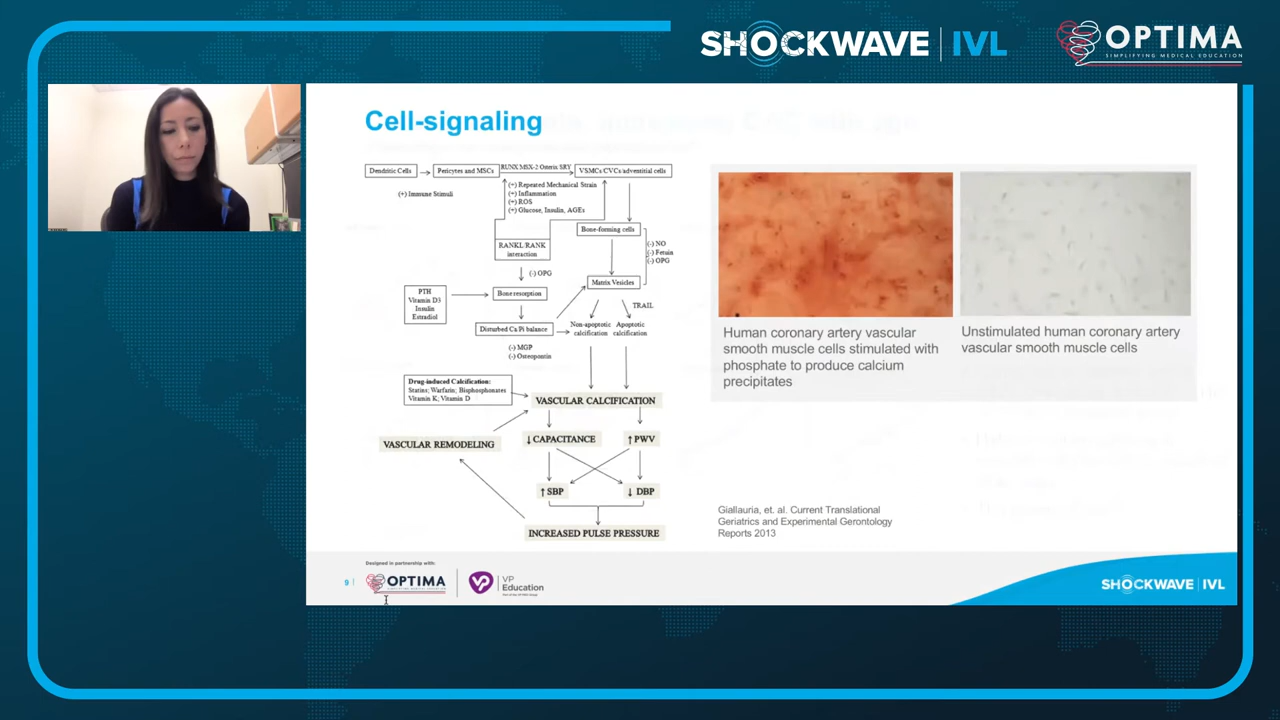 SHOCKWAVE | IVL
OPTIMA
SIMPLIFYING MEDICAL EDUCATION
Cell-signaling
Dendritic Cells
Pericytes and MSCs
RUNX MSX-2 Osterix SRY
VSMCs/CVCs/adventitial cells
(+) Immune Stimuli
(+) Repeated Mechanical Strain
(+) Inflammation
(+) ROS
(+) Glucose, Insulin, AGEs
Bone-forming cells
RANKL/RANK
interaction
(-) NO
(-) Fetuin
(-) OPG
(-) OPG
Matrix Vesicles
PTH
Vitamin D3
Insulin
Estradiol
Bone resorption
TRAIL
Disturbed Ca Pi balance
Non-apoptotic
calcification
Apoptotic
calcification
(-) MGP
(-) Osteopontin
Drug-induced Calcification:
Statins; Warfarin; Bisphosphonates
Vitamin K; Vitamin D
VASCULAR CALCIFICATION
VASCULAR REMODELING
↓ CAPACITANCE
↑ PWV
↑ SBP
↓ DBP
INCREASED PULSE PRESSURE
Human coronary artery vascular
smooth muscle cells stimulated with
phosphate to produce calcium
precipitates
Unstimulated human coronary artery
vascular smooth muscle cells
Giallauria, et. al. Current Translational
Geriatrics and Experimental Gerontology
Reports 2013
9 |
Designed in partnership with:
OPTIMA
VP
Education
SHOCKWAVE | IVL